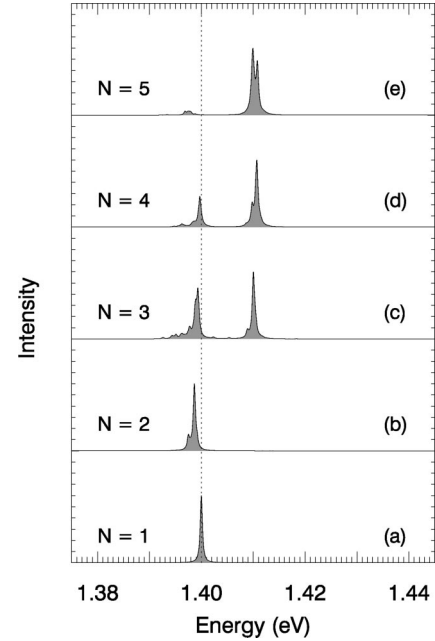 N = 5 (e)
N = 4 (d)
N = 3 (c)
N = 2 (b)
N = 1 (a)
Intensity
1.38 1.40 1.42 1.44
Energy (eV)